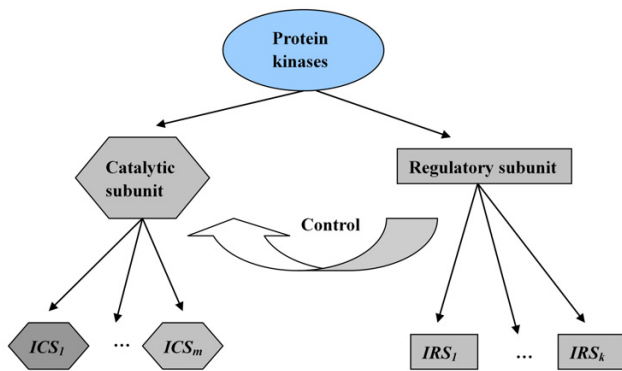 Protein
kinases
Catalytic
subunit
Regulatory subunit
Control
ICS1
...
ICSm
IRS1
...
IRSk